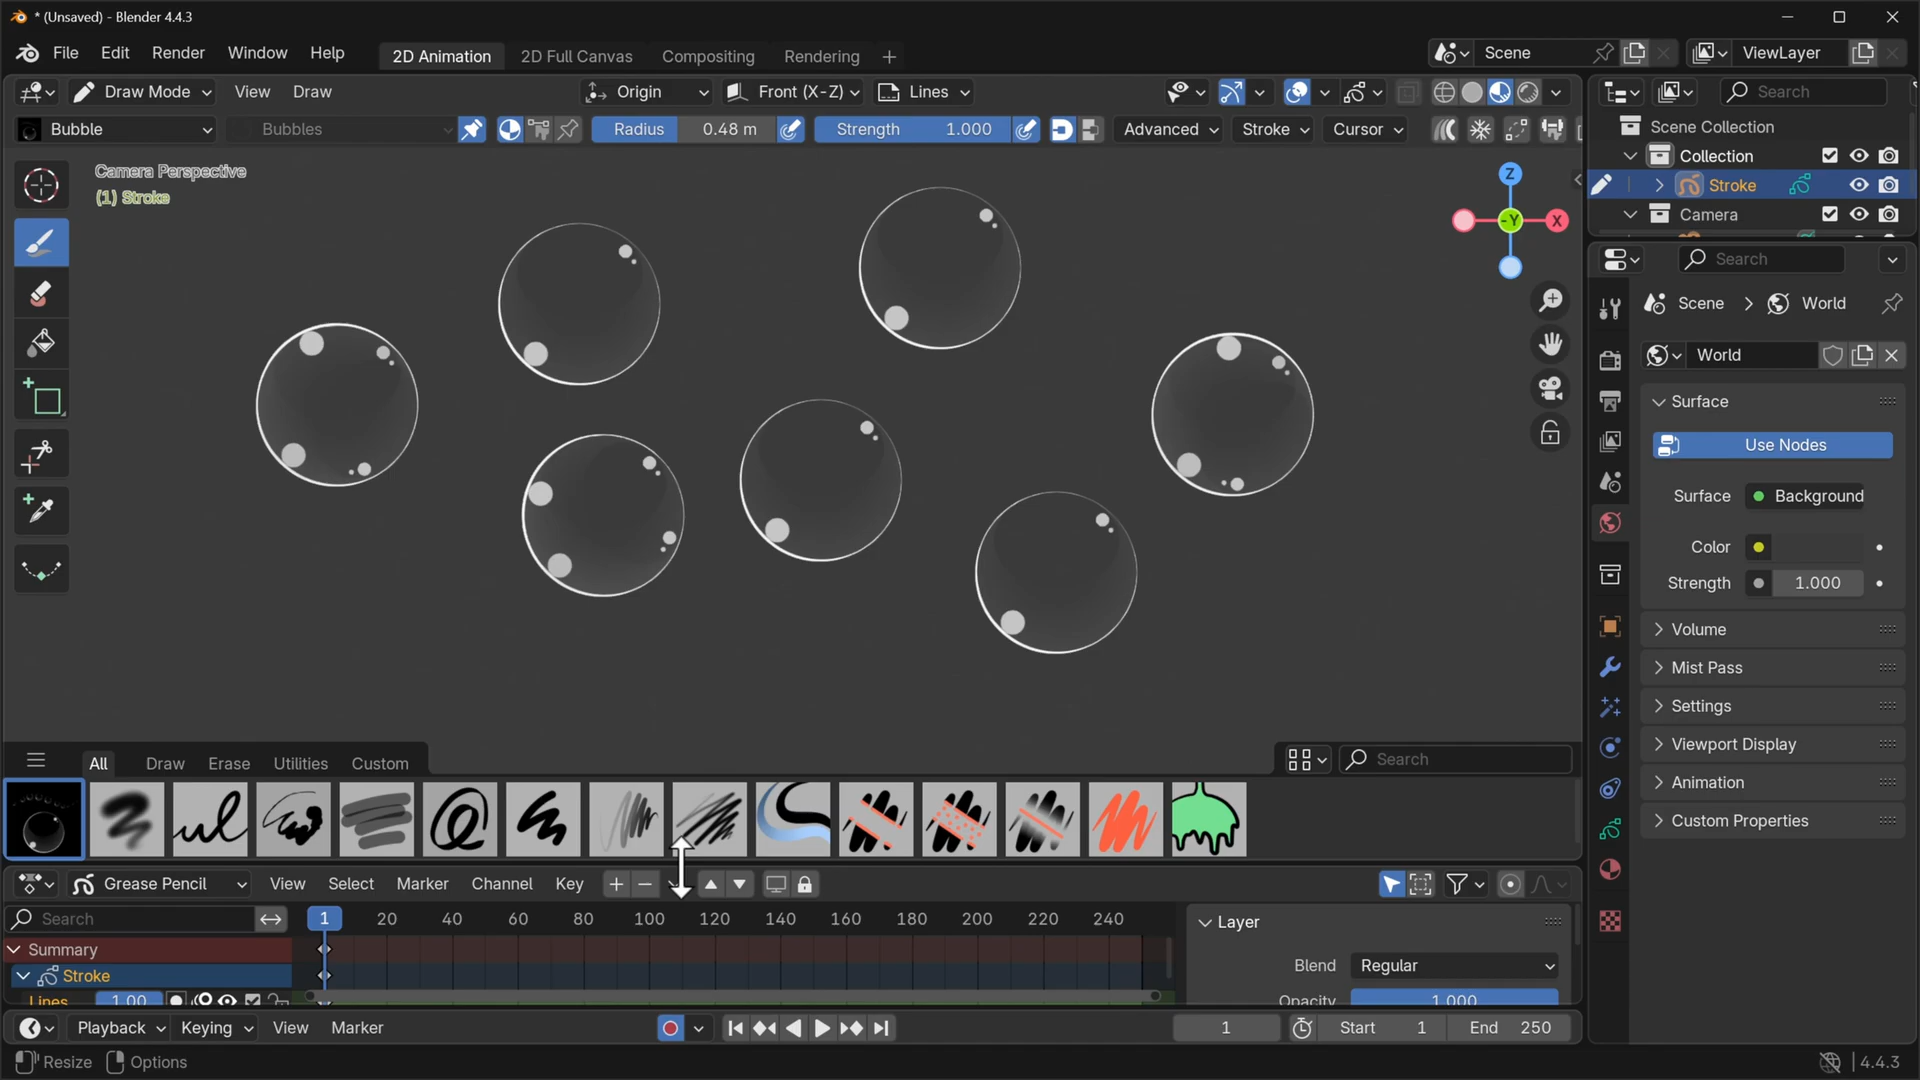 * (Unsaved) - Blender 4.4.3
File Edit Render Window Help 2D Animation 2D Full Canvas Compositing Rendering + Scene ViewLayer
Draw Mode View Draw Origin Front (X-Z) Lines Search
Bubble Bubbles Radius 0.48 m Strength 1.000 Advanced Stroke Cursor
Scene Collection
Collection
Stroke
Camera
Camera Perspective
(1) Stroke
Z
-Y
X
Search
Scene > World
World
Surface
Use Nodes
Surface Background
Color
Strength 1.000
Volume
Mist Pass
Settings
Viewport Display
Animation
Custom Properties
All Draw Erase Utilities Custom Search
Grease Pencil View Select Marker Channel Key
Search 1 20 40 60 80 100 120 140 160 180 200 220 240
Summary
Stroke
Lines 1.00
Layer
Blend Regular
Opacity 1.000
Playback Keying View Marker 1 Start 1 End 250
Resize Options 4.4.3